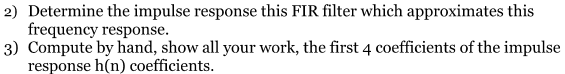 2) Determine the impulse response this FIR filter which approximates this
frequency response.
3) Compute by hand, show all your work, the first 4 coefficients of the impulse
response h(n) coefficients.